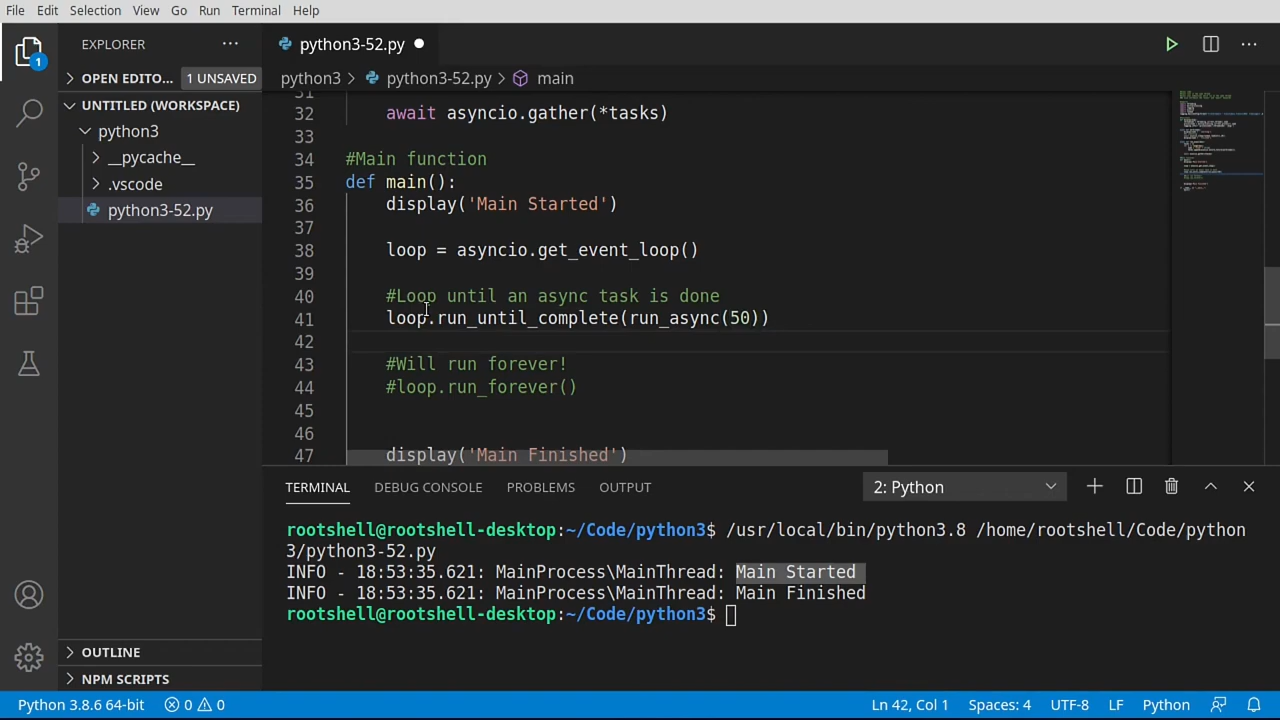 File Edit Selection View Go Run Terminal Help
EXPLORER
OPEN EDITO... 1 UNSAVED
UNTITLED (WORKSPACE)
python3
__pycache__
.vscode
python3-52.py
OUTLINE
NPM SCRIPTS
1
python3-52.py
python3 > python3-52.py > main
31
32 await asyncio.gather(*tasks)
33
34 #Main function
35 def main():
36 display('Main Started')
37
38 loop = asyncio.get_event_loop()
39
40 #Loop until an async task is done
41 loop.run_until_complete(run_async(50))
42
43 #Will run forever!
44 #loop.run_forever()
45
46
47 display('Main Finished')
TERMINAL DEBUG CONSOLE PROBLEMS OUTPUT 2: Python
rootshell@rootshell-desktop:~/Code/python3$ /usr/local/bin/python3.8 /home/rootshell/Code/python
3/python3-52.py
INFO - 18:53:35.621: MainProcess\MainThread: Main Started
INFO - 18:53:35.621: MainProcess\MainThread: Main Finished
rootshell@rootshell-desktop:~/Code/python3$
Python 3.8.6 64-bit 0 0 Ln 42, Col 1 Spaces: 4 UTF-8 LF Python